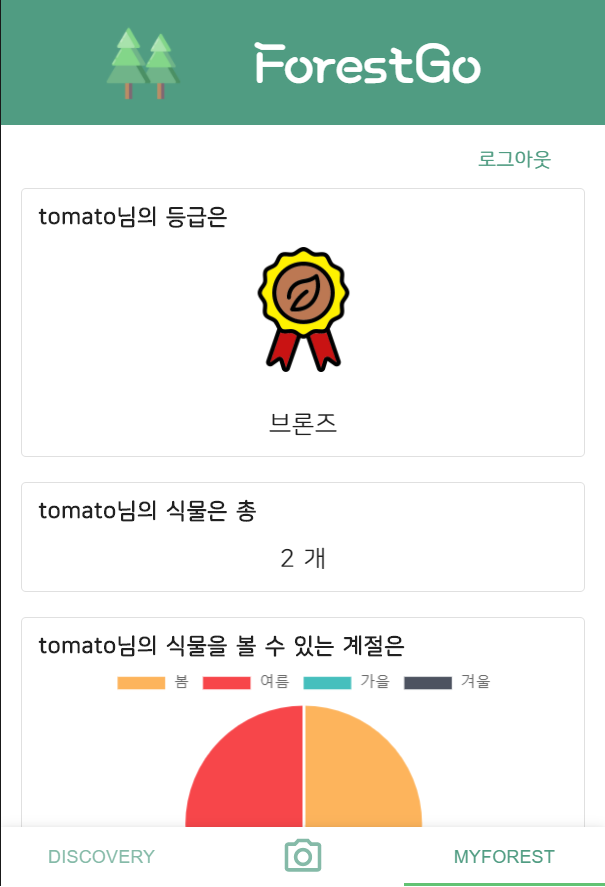 ForestGo
로그아웃
tomato님의 등급은
브론즈
tomato님의 식물은 총
2 개
tomato님의 식물을 볼 수 있는 계절은
봄 여름 가을 겨울
DISCOVERY MYFOREST